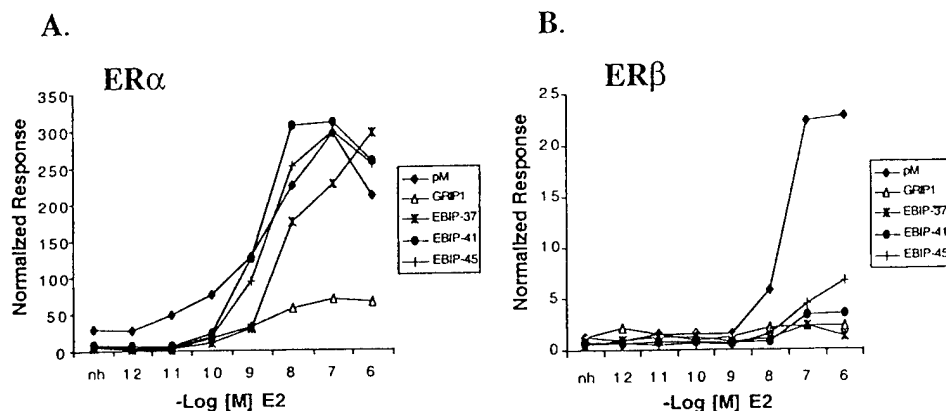 A.
ERα
Normalized Response
350
300
250
200
150
100
50
0
nh 12 11 10 9 8 7 6
-Log [M] E2
pM
GRIP1
EBIP-37
EBIP-41
EBIP-45
B.
ERβ
Normalized Response
25
20
15
10
5
0
nh 12 11 10 9 8 7 6
-Log [M] E2
pM
GRIP1
EBIP-37
EBIP-41
EBIP-45